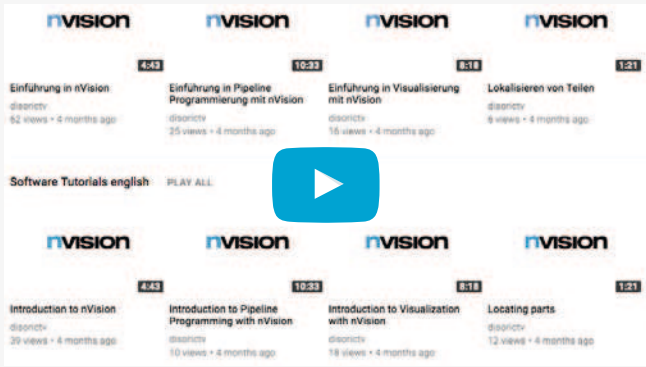 nVISION nVISION nVISION nVISION
4:43 10:33 8:18 1:21
Einführung in nVision Einführung in Pipeline Einführung in Visualisierung Lokalisieren von Teilen
Programmierung mit nVision mit nVision
disorictv disorictv
62 views • 4 months ago disorictv disorictv 6 views • 4 months ago
25 views • 4 months ago 16 views • 4 months ago
Software Tutorials english PLAY ALL
nVISION nVISION nVISION nVISION
4:43 10:33 8:18 1:21
Introduction to nVision Introduction to Pipeline Introduction to Visualization Locating parts
Programming with nVision with nVision
disorictv disorictv
39 views • 4 months ago disorictv disorictv 12 views • 4 months ago
10 views • 4 months ago 18 views • 4 months ago